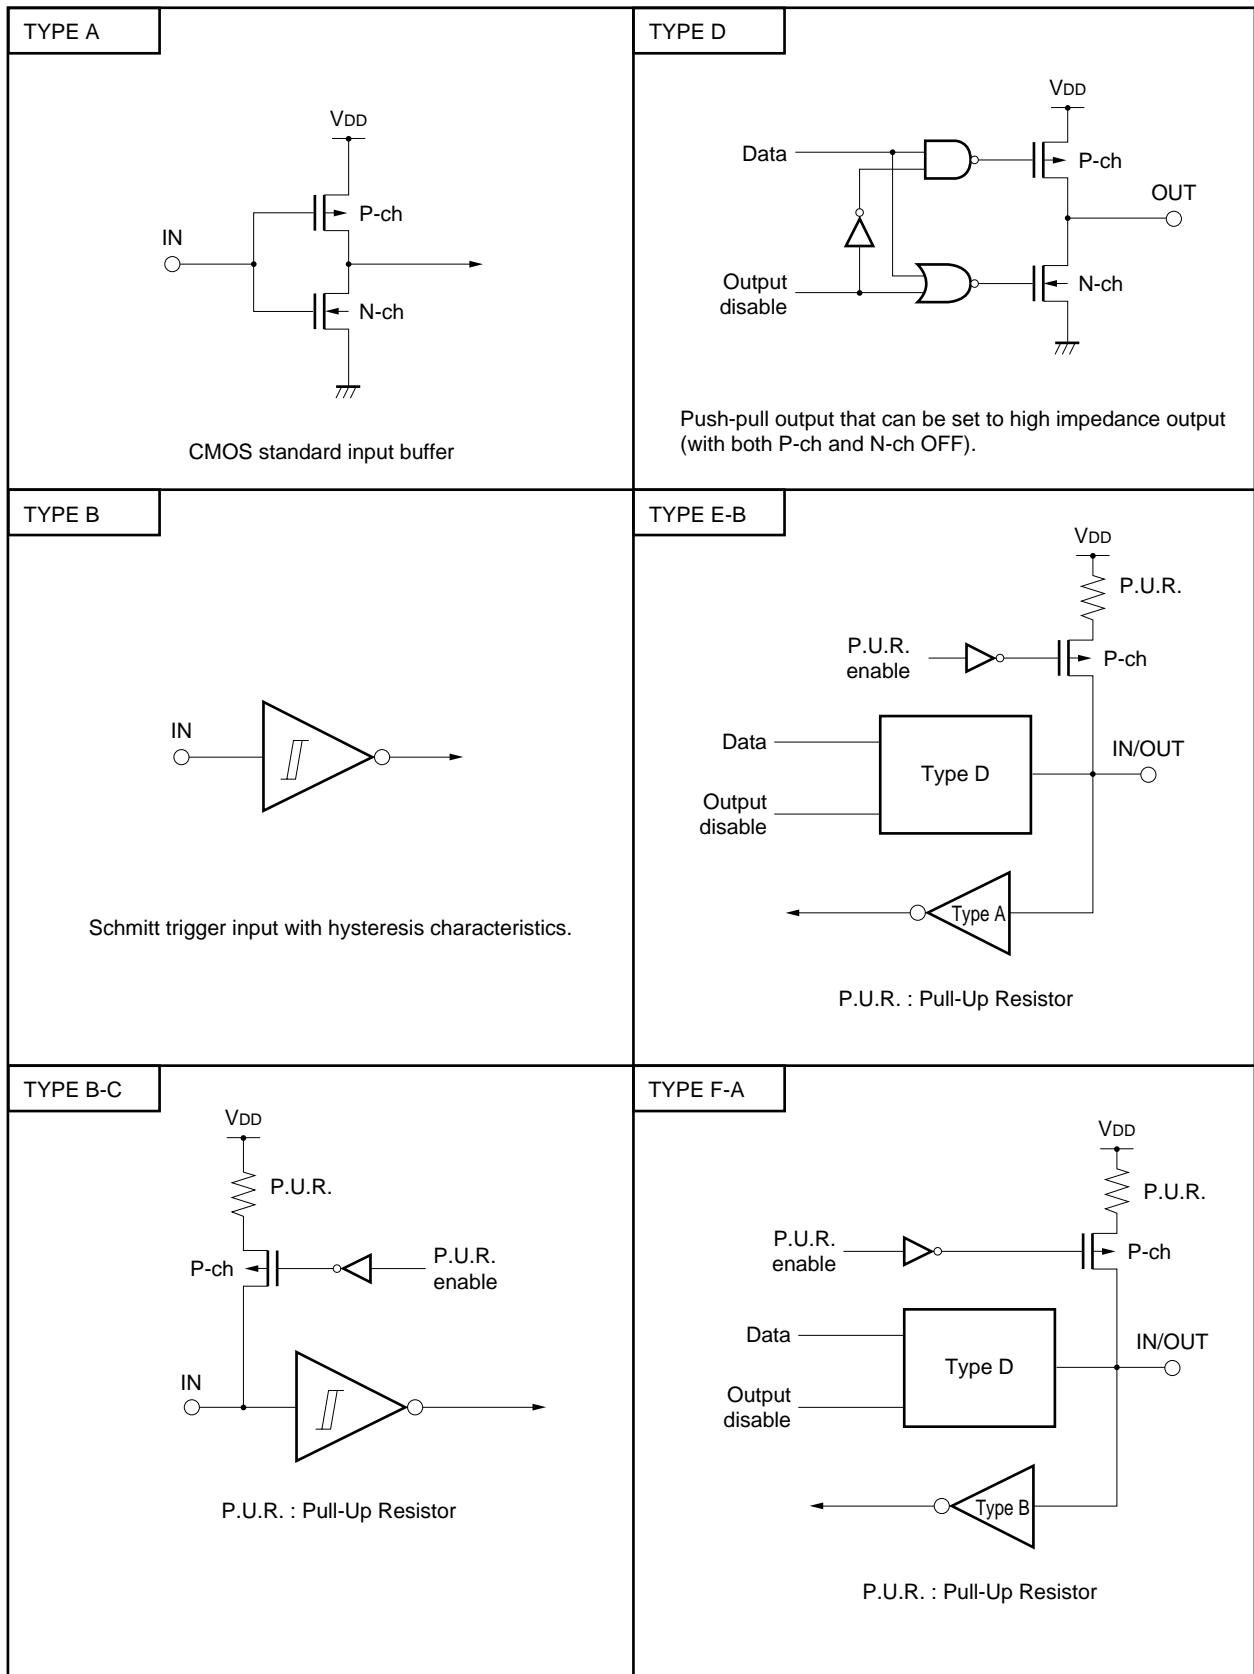 TYPE A
VDD
P-ch
IN
N-ch
CMOS standard input buffer
TYPE D
VDD
Data
P-ch
OUT
Output
disable
N-ch
Push-pull output that can be set to high impedance output
(with both P-ch and N-ch OFF).
TYPE B
IN
Schmitt trigger input with hysteresis characteristics.
TYPE E-B
VDD
P.U.R.
P.U.R.
enable
P-ch
Data
Type D
IN/OUT
Output
disable
Type A
P.U.R. : Pull-Up Resistor
TYPE B-C
VDD
P.U.R.
P-ch
P.U.R.
enable
IN
P.U.R. : Pull-Up Resistor
TYPE F-A
VDD
P.U.R.
P.U.R.
enable
P-ch
Data
Type D
IN/OUT
Output
disable
Type B
P.U.R. : Pull-Up Resistor